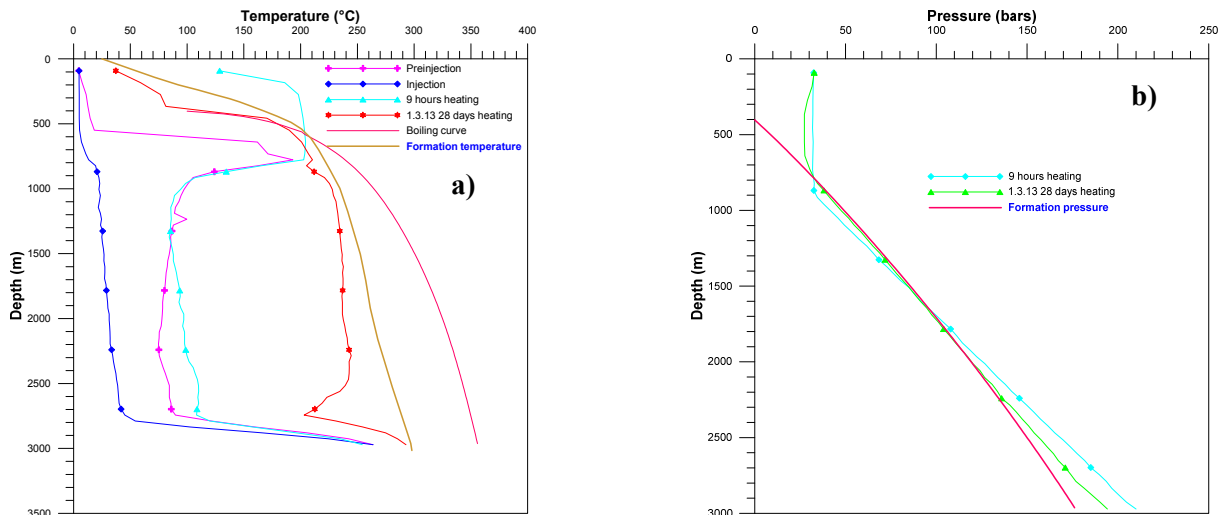 Temperature (°C)
0 50 100 150 200 250 300 350 400
0
500
1000
1500
2000
2500
3000
3500
Depth (m)
Preinjection
Injection
9 hours heating
1.3.13 28 days heating
Boiling curve
Formation temperature
a)
Pressure (bars)
0 50 100 150 200 250
0
500
1000
1500
2000
2500
3000
Depth (m)
9 hours heating
1.3.13 28 days heating
Formation pressure
b)